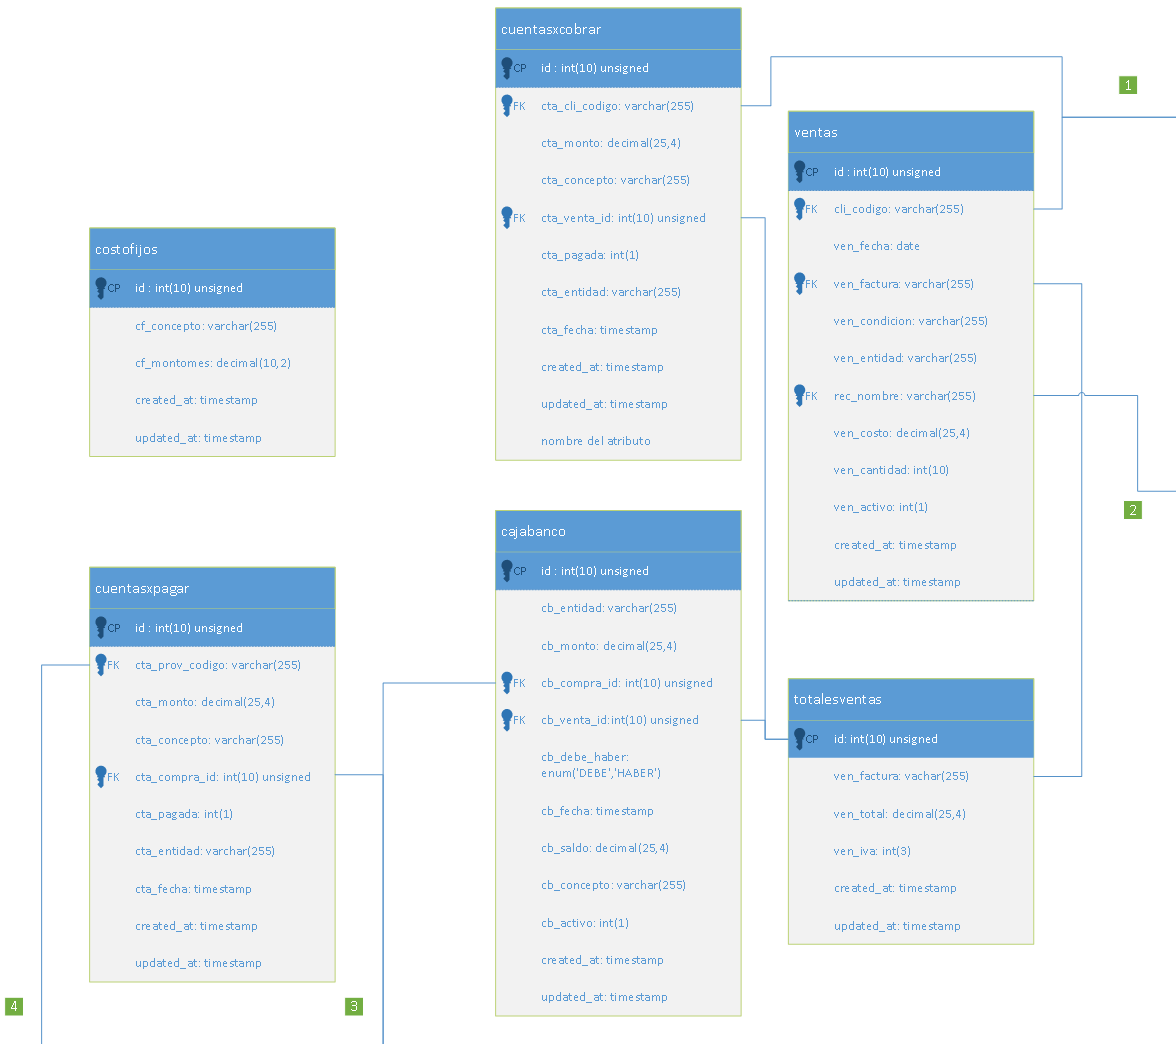 cuentasxcobrar
CP id : int(10) unsigned
FK cta_cli_codigo: varchar(255)
cta_monto: decimal(25,4)
cta_concepto: varchar(255)
FK cta_venta_id: int(10) unsigned
cta_pagada: int(1)
cta_entidad: varchar(255)
cta_fecha: timestamp
created_at: timestamp
updated_at: timestamp
nombre del atributo
1
ventas
CP id : int(10) unsigned
FK cli_codigo: varchar(255)
ven_fecha: date
FK ven_factura: varchar(255)
ven_condicion: varchar(255)
ven_entidad: varchar(255)
FK rec_nombre: varchar(255)
ven_costo: decimal(25,4)
ven_cantidad: int(10)
ven_activo: int(1)
created_at: timestamp
updated_at: timestamp
2
costofijos
CP id : int(10) unsigned
cf_concepto: varchar(255)
cf_montomes: decimal(10,2)
created_at: timestamp
updated_at: timestamp
cuentasxpagar
CP id : int(10) unsigned
FK cta_prov_codigo: varchar(255)
cta_monto: decimal(25,4)
cta_concepto: varchar(255)
FK cta_compra_id: int(10) unsigned
cta_pagada: int(1)
cta_entidad: varchar(255)
cta_fecha: timestamp
created_at: timestamp
updated_at: timestamp
4
3
cajabanco
CP id : int(10) unsigned
cb_entidad: varchar(255)
cb_monto: decimal(25,4)
FK cb_compra_id: int(10) unsigned
FK cb_venta_id:int(10) unsigned
cb_debe_haber:
enum('DEBE','HABER')
cb_fecha: timestamp
cb_saldo: decimal(25,4)
cb_concepto: varchar(255)
cb_activo: int(1)
created_at: timestamp
updated_at: timestamp
totalesventas
CP id: int(10) unsigned
ven_factura: vachar(255)
ven_total: decimal(25,4)
ven_iva: int(3)
created_at: timestamp
updated_at: timestamp